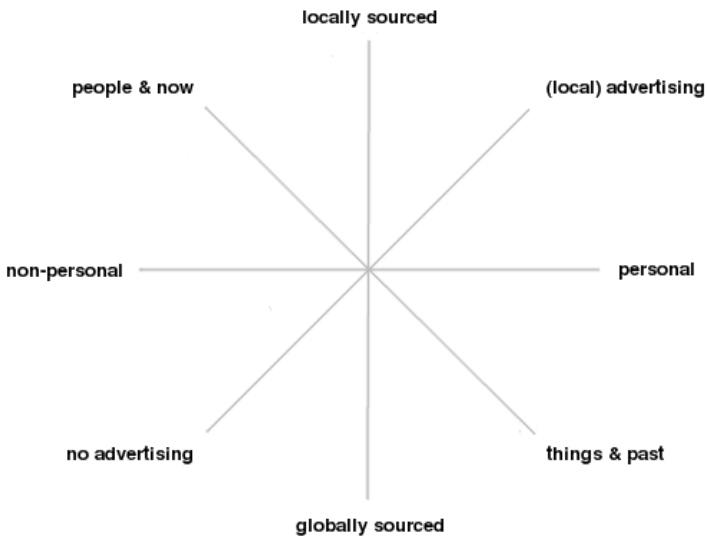 locally sourced
people & now
(local) advertising
non-personal
personal
no advertising
things & past
globally sourced